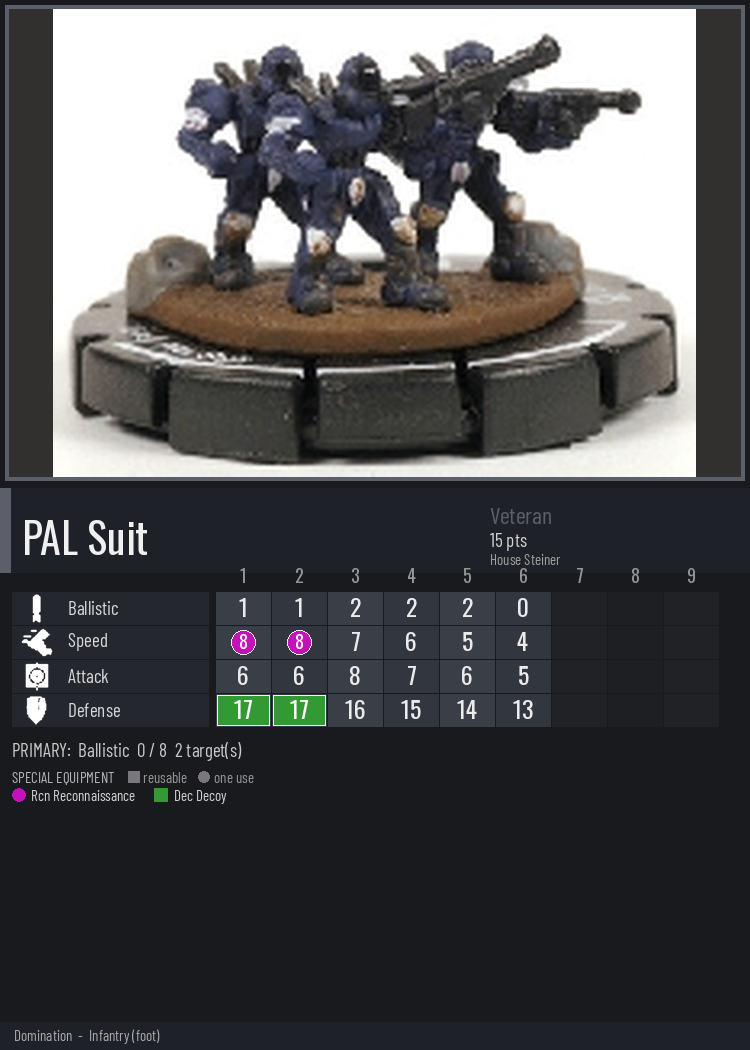 PAL Suit
Veteran
15 pts
House Steiner
1 2 3 4 5 6 7 8 9
Ballistic 1 1 2 2 2 0
Speed 8 8 7 6 5 4
Attack 6 6 8 7 6 5
Defense 17 17 16 15 14 13
PRIMARY: Ballistic 0 / 8 2 target(s)
SPECIAL EQUIPMENT reusable one use
Rcn Reconnaissance Dec Decoy
Domination - Infantry (foot)